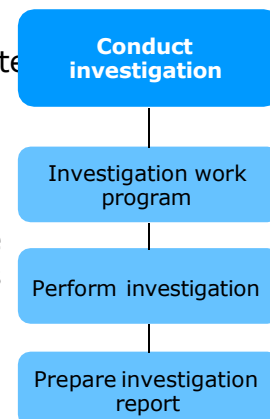 Conduct
investigation
Investigation work
program
Perform investigation
Prepare investigation
report